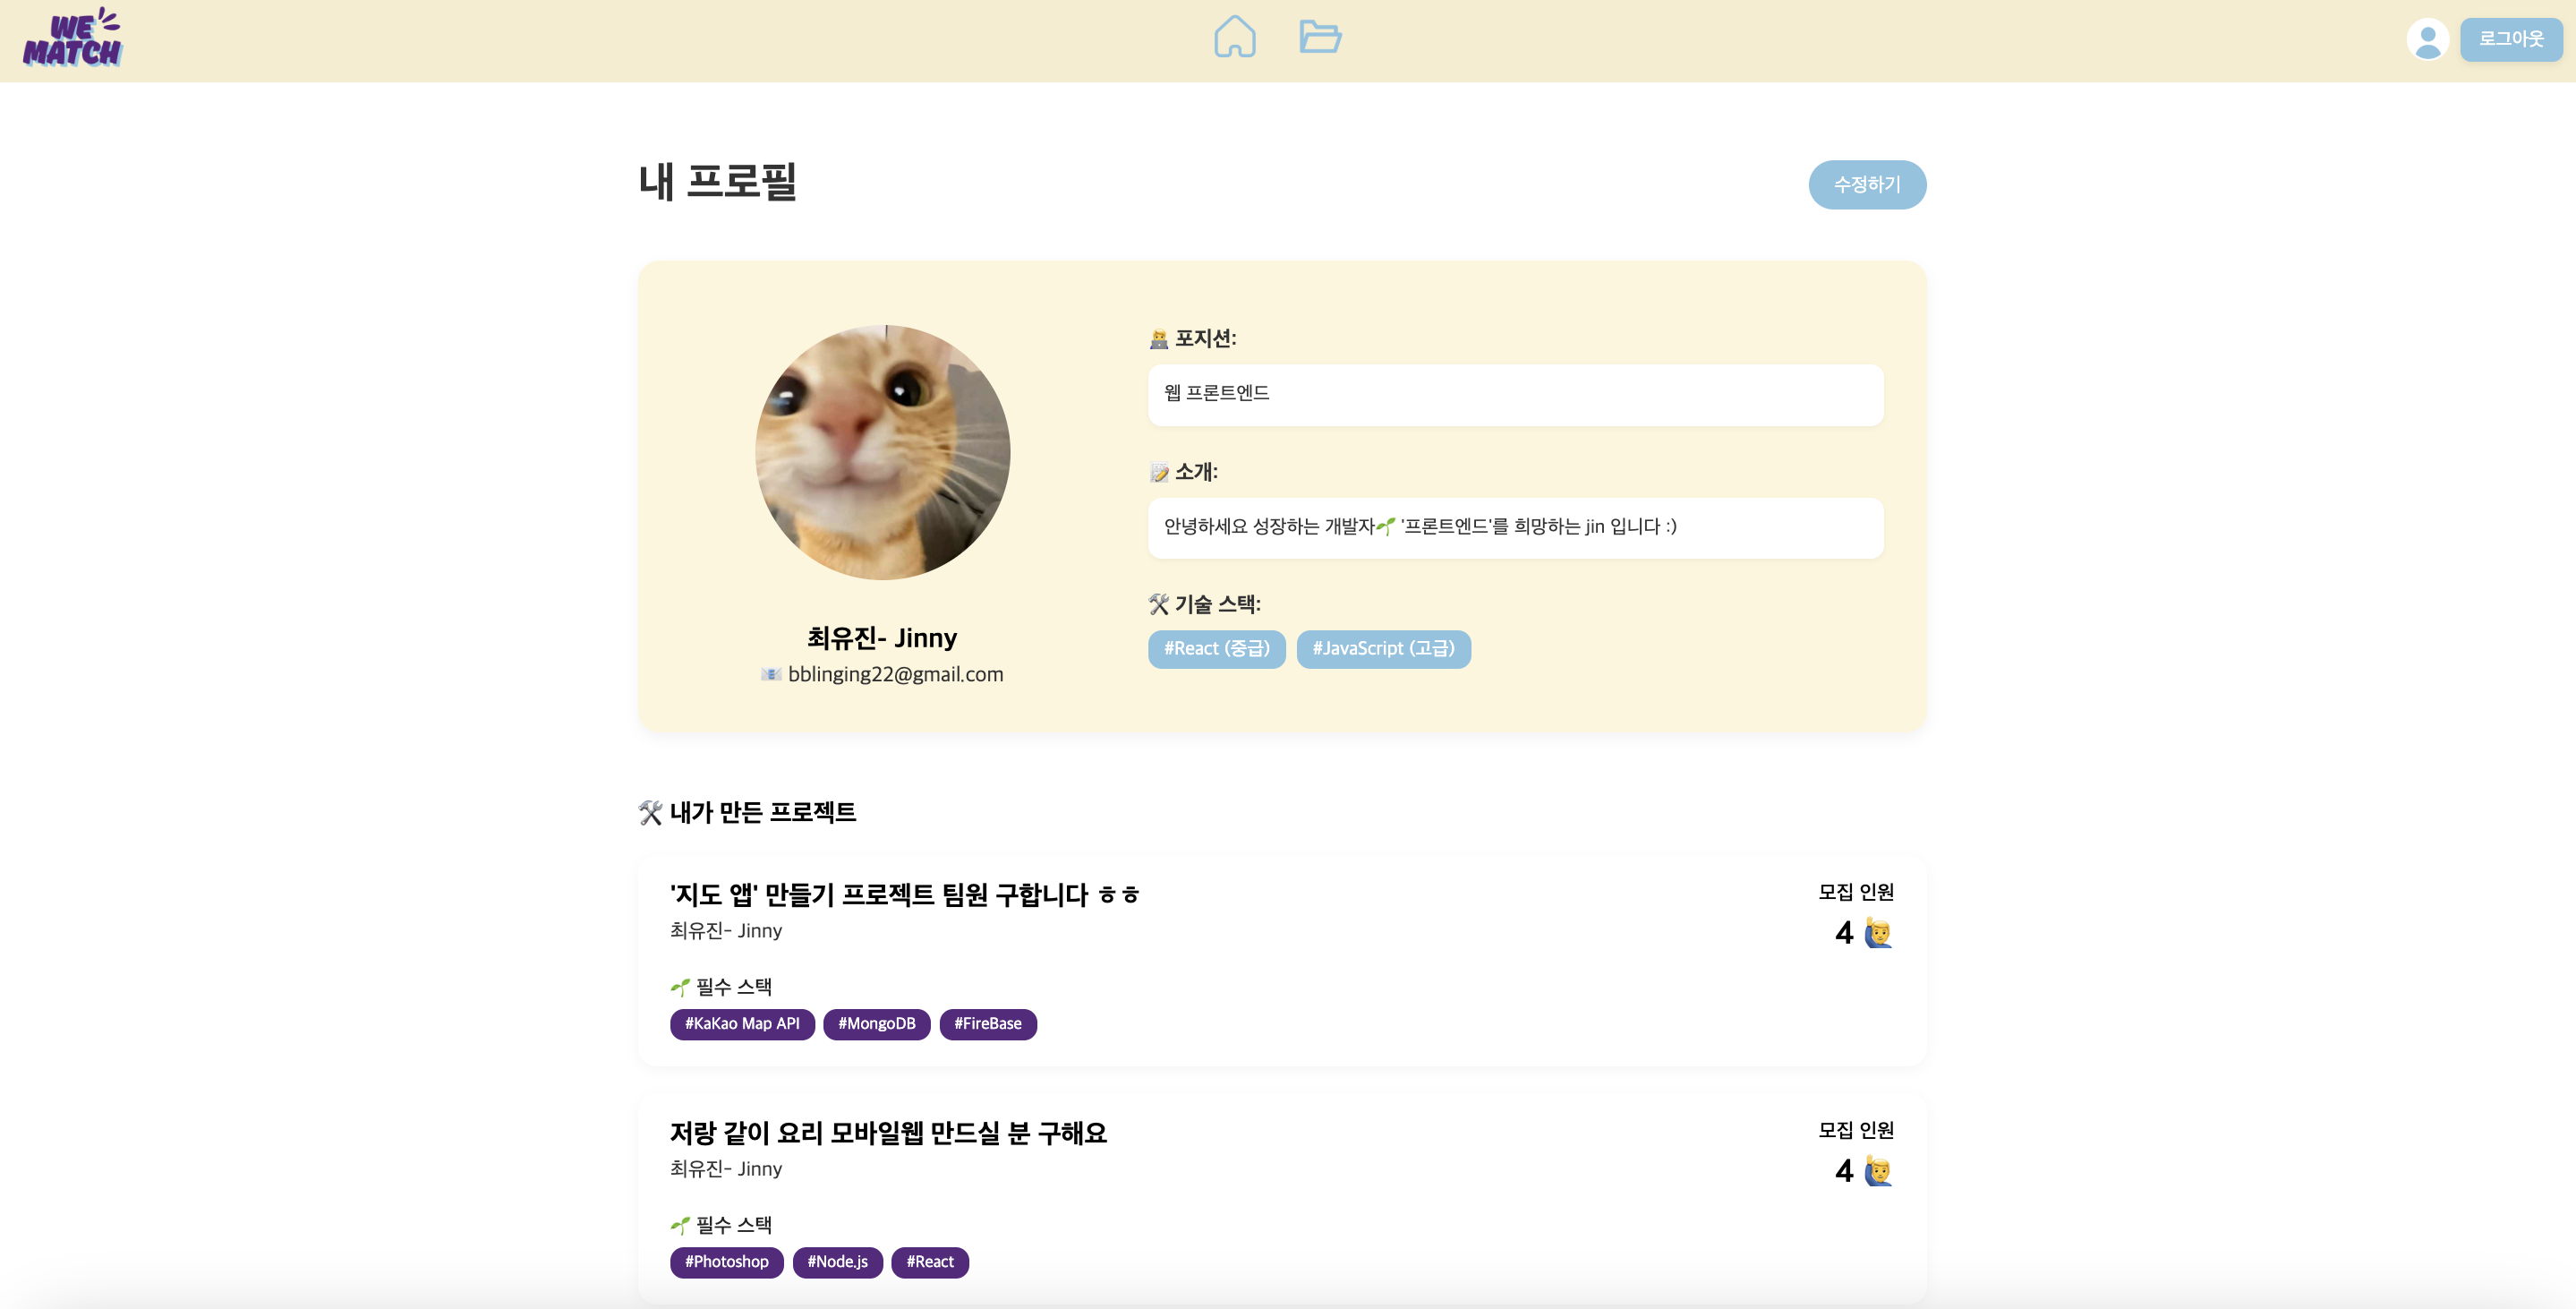 WE MATCH
로그아웃
내 프로필
수정하기
포지션:
웹 프론트엔드
소개:
안녕하세요 성장하는 개발자🌱 '프론트엔드'를 희망하는 jin 입니다 :)
기술 스택:
#React (중급) #JavaScript (고급)
최유진- Jinny
bblinging22@gmail.com
내가 만든 프로젝트
'지도 앱' 만들기 프로젝트 팀원 구합니다 ㅎㅎ
최유진- Jinny
모집 인원
4
필수 스택
#KaKao Map API #MongoDB #FireBase
저랑 같이 요리 모바일웹 만드실 분 구해요
최유진- Jinny
모집 인원
4
필수 스택
#Photoshop #Node.js #React